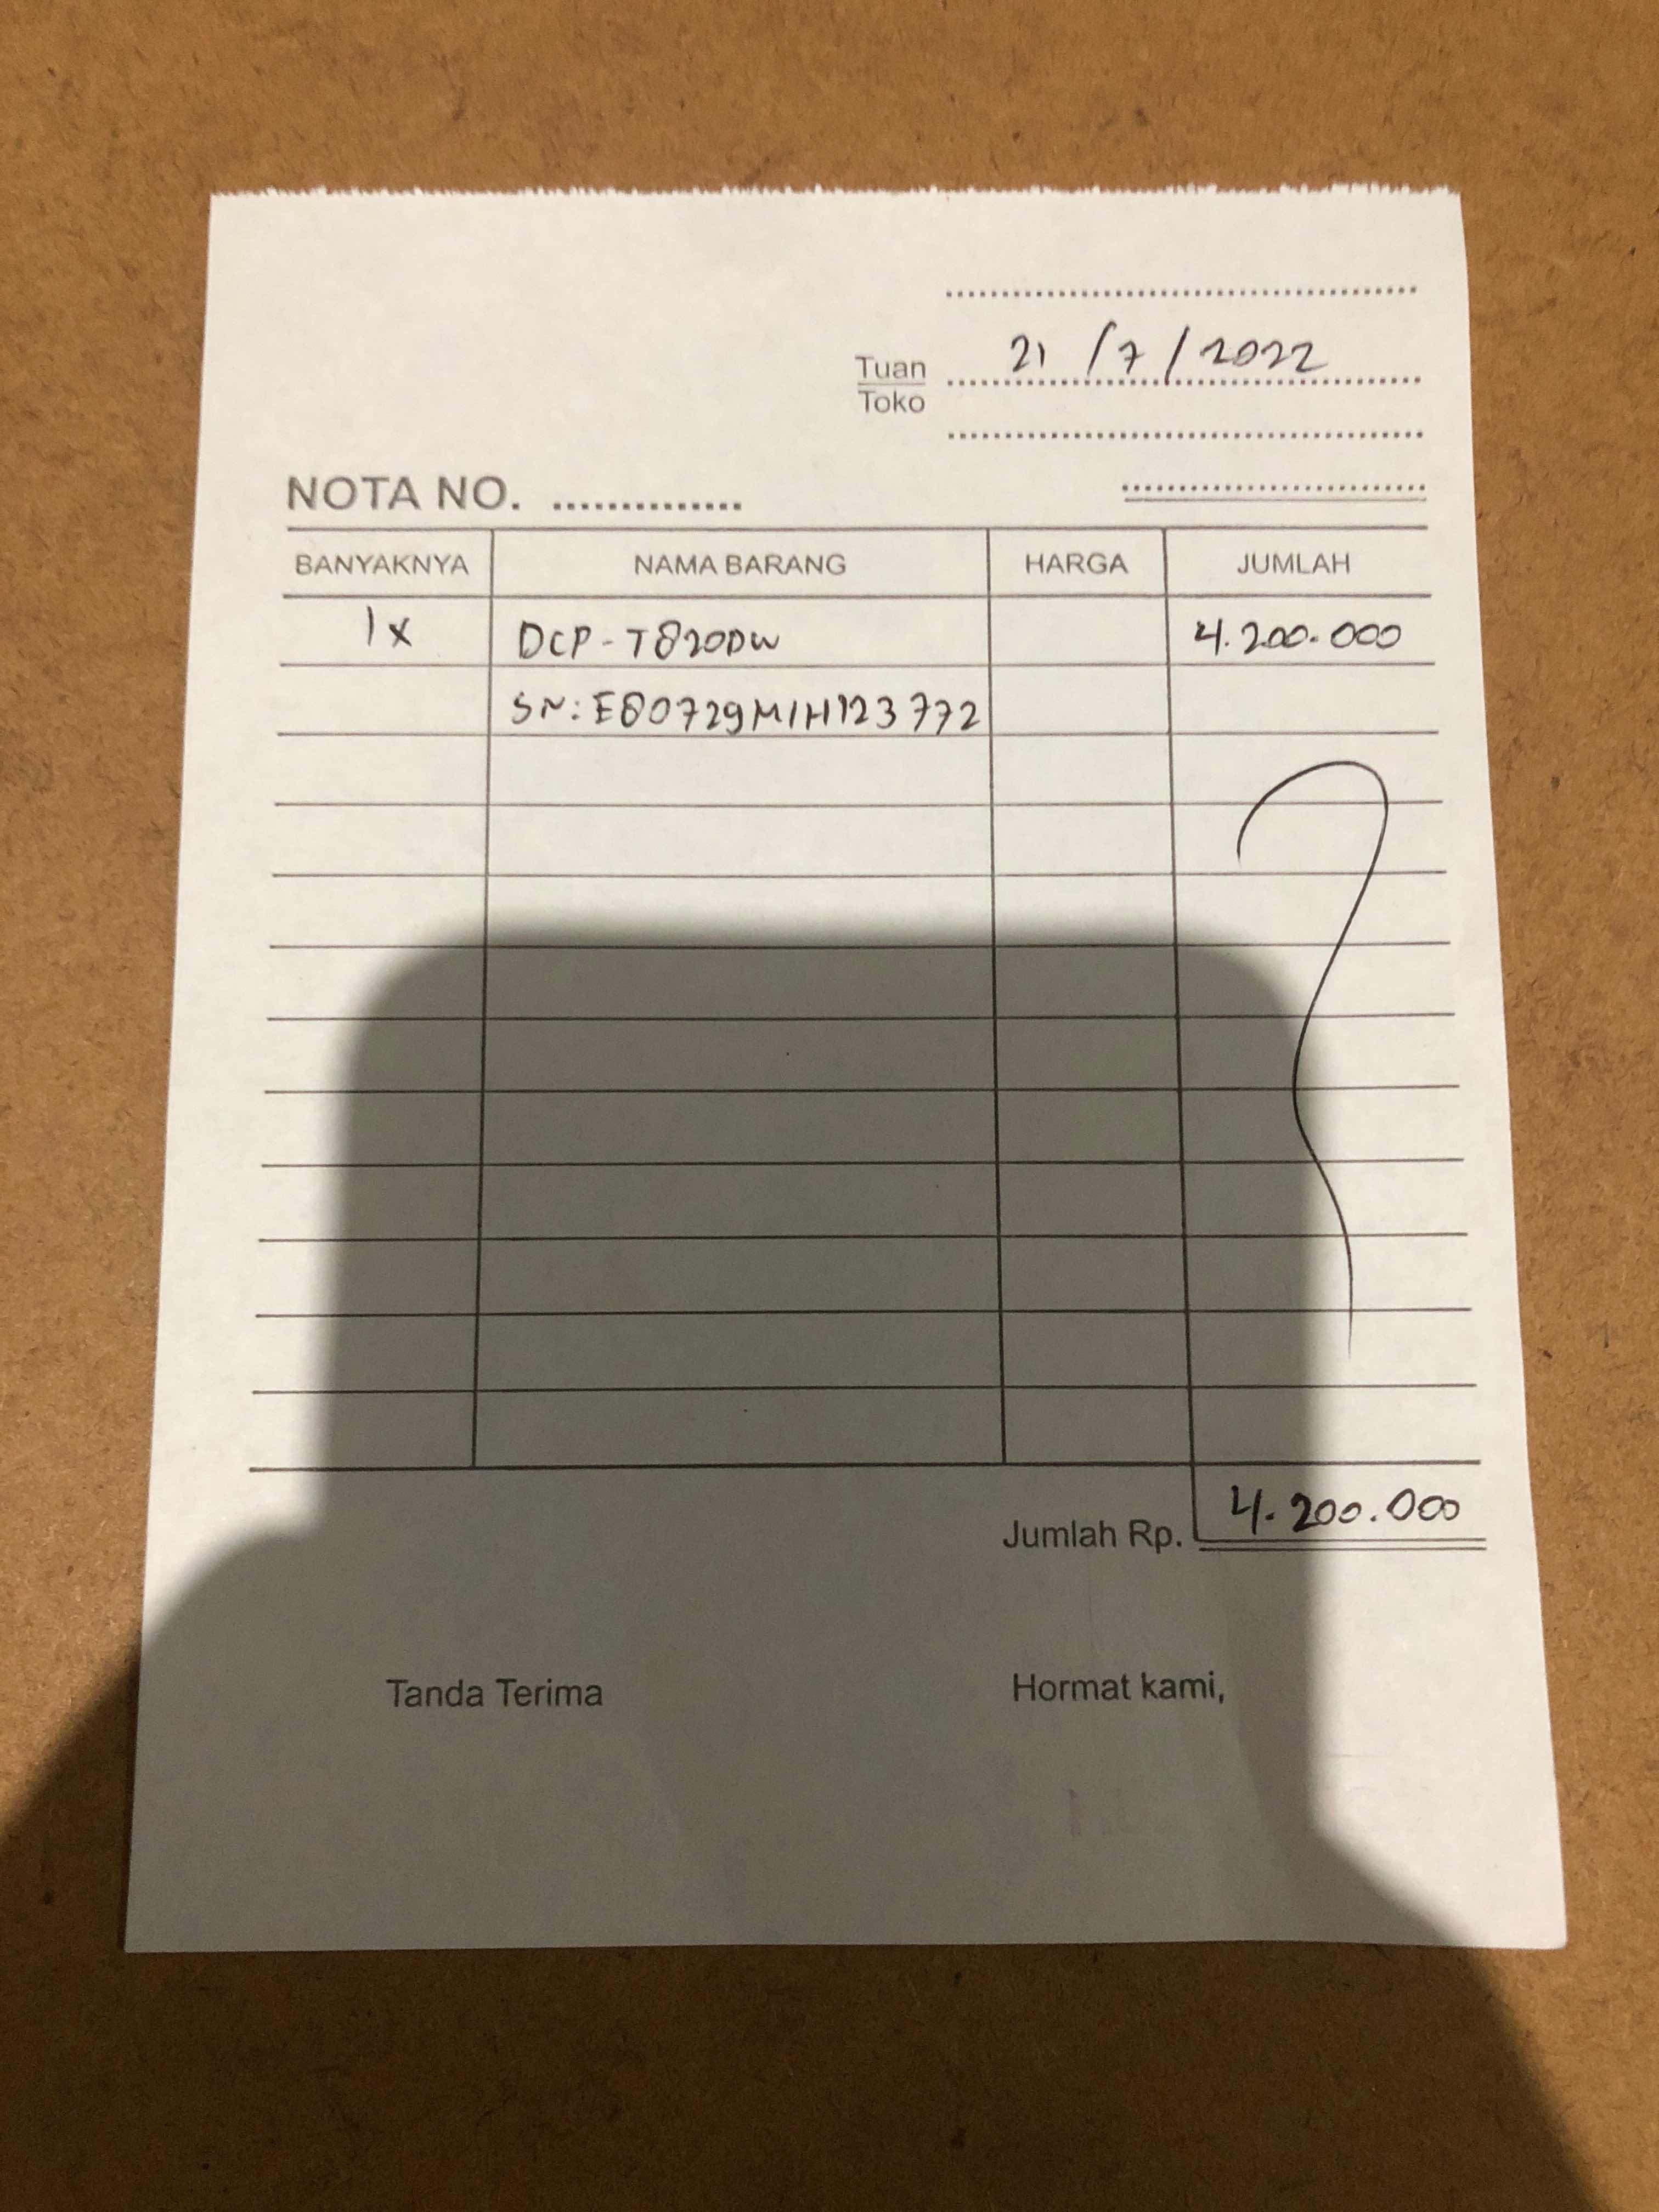 21/7/2022
Tuan
Toko
NOTA NO.
BANYAKNYA NAMA BARANG HARGA JUMLAH
1x DCP-T820DW 4.200.000
SN: E80729M1H123772
Jumlah Rp. 4.200.000
Tanda Terima Hormat kami,